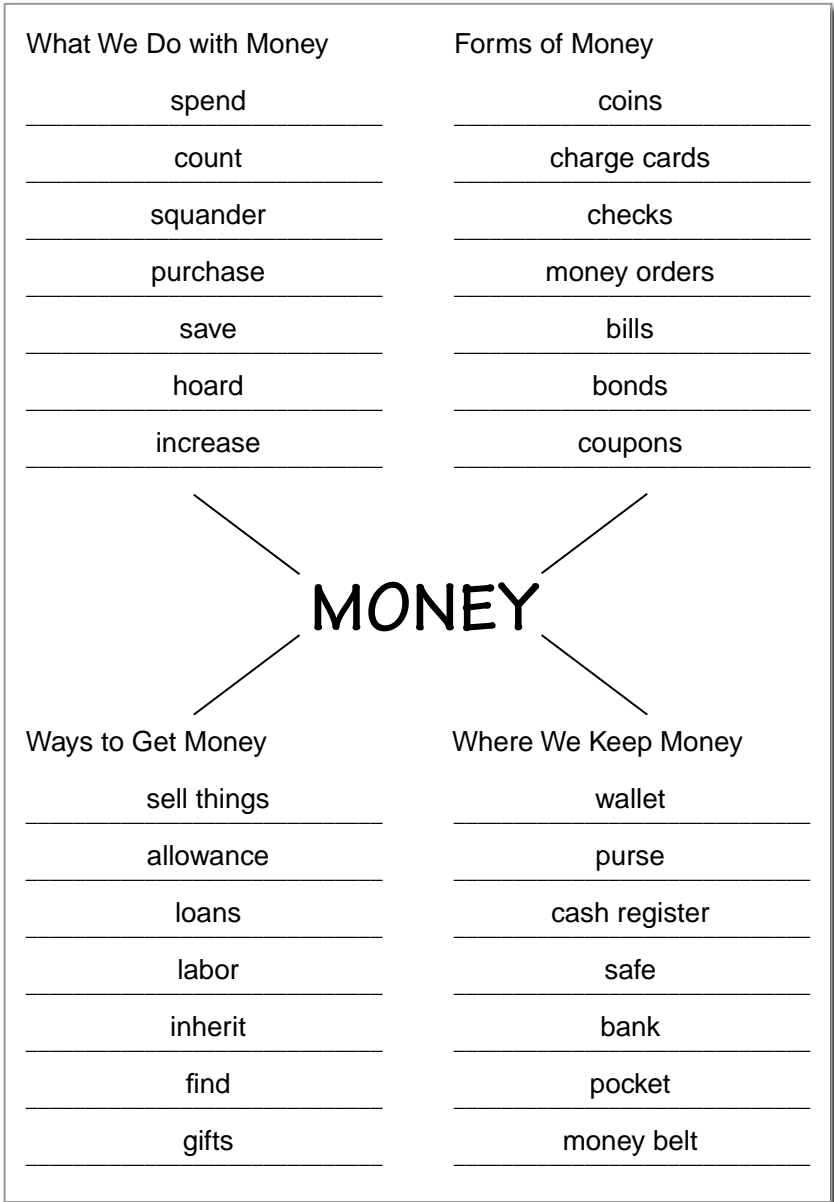 What We Do with Money
spend
count
squander
purchase
save
hoard
increase
Forms of Money
coins
charge cards
checks
money orders
bills
bonds
coupons
MONEY
Ways to Get Money
sell things
allowance
loans
labor
inherit
find
gifts
Where We Keep Money
wallet
purse
cash register
safe
bank
pocket
money belt